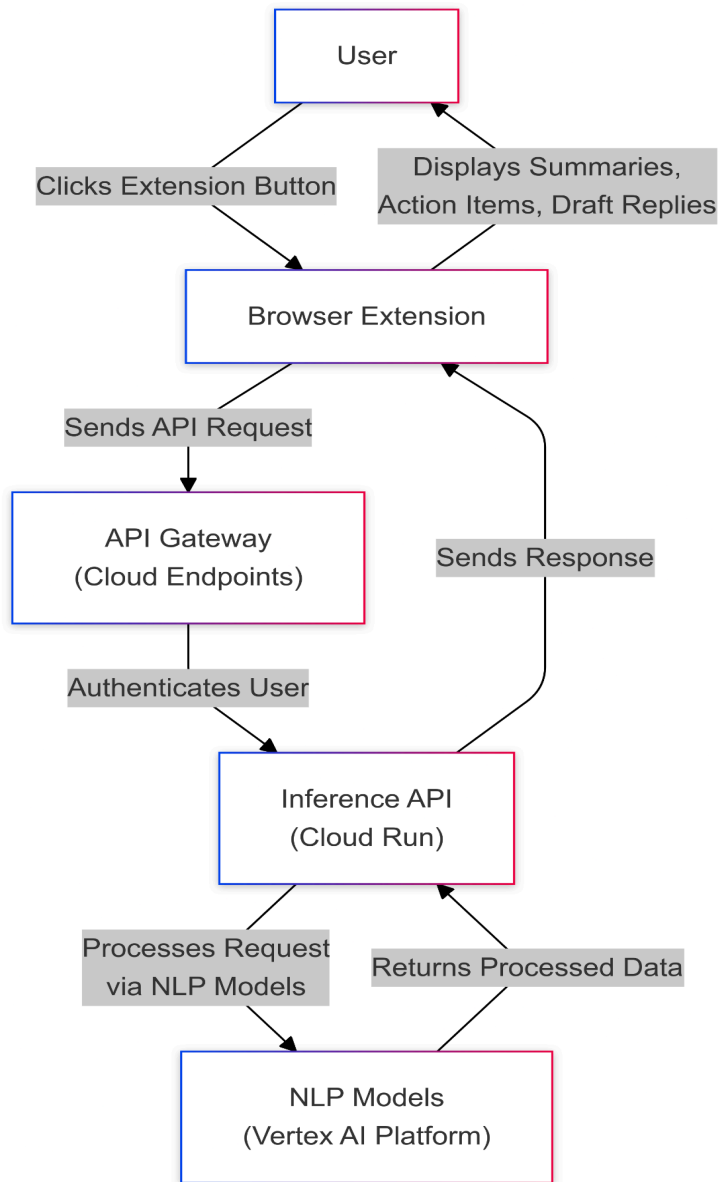 User
Clicks Extension Button
Displays Summaries,
Action Items, Draft Replies
Browser Extension
Sends API Request
API Gateway
(Cloud Endpoints)
Sends Response
Authenticates User
Inference API
(Cloud Run)
Processes Request
via NLP Models
Returns Processed Data
NLP Models
(Vertex AI Platform)